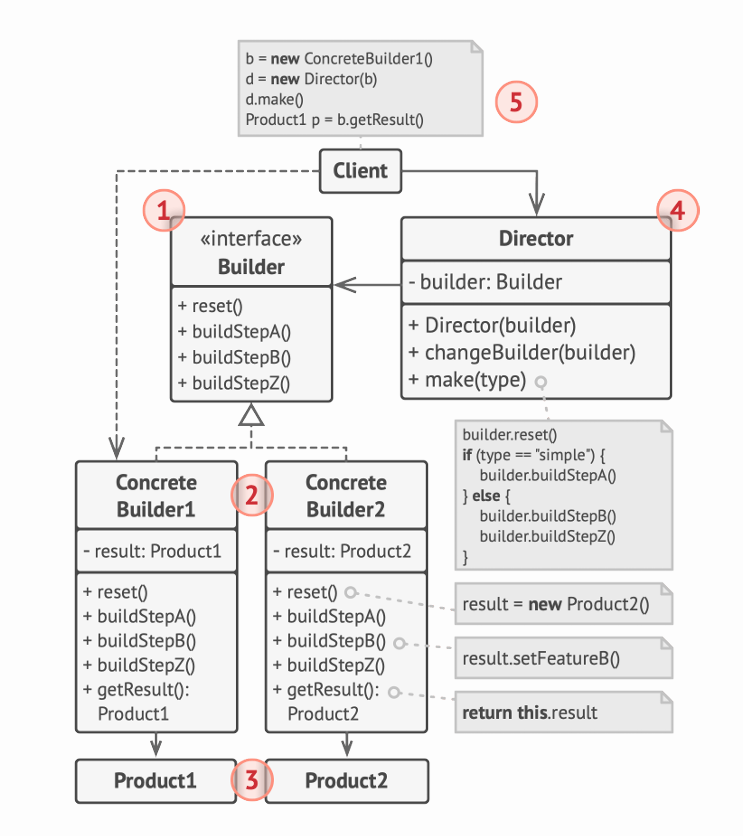 b = new ConcreteBuilder1()
d = new Director(b)
d.make()
Product1 p = b.getResult()
5
Client
1
«interface»
Builder
+ reset()
+ buildStepA()
+ buildStepB()
+ buildStepZ()
4
Director
- builder: Builder
+ Director(builder)
+ changeBuilder(builder)
+ make(type)
builder.reset()
if (type == "simple") {
builder.buildStepA()
} else {
builder.buildStepB()
builder.buildStepZ()
}
Concrete
Builder1
- result: Product1
+ reset()
+ buildStepA()
+ buildStepB()
+ buildStepZ()
+ getResult():
Product1
2
Concrete
Builder2
- result: Product2
+ reset()
+ buildStepA()
+ buildStepB()
+ buildStepZ()
+ getResult():
Product2
result = new Product2()
result.setFeatureB()
return this.result
Product1
3
Product2